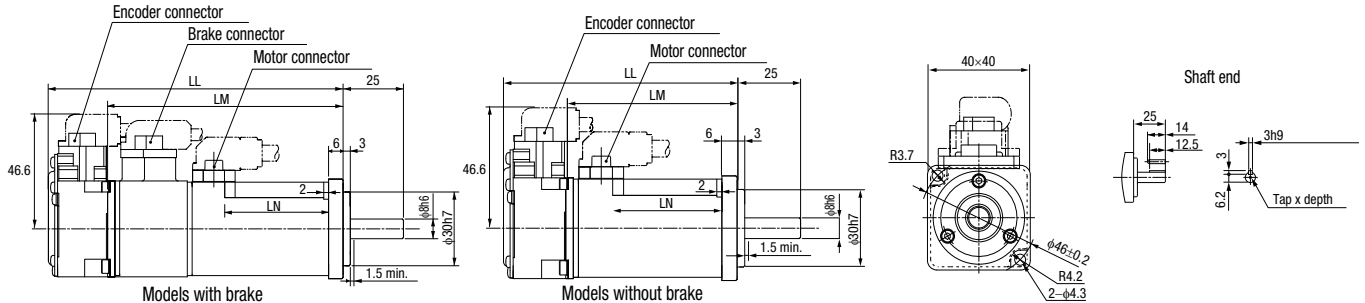 Encoder connector
Brake connector
Motor connector
LL
25
LM
6
3
46.6
2
LN
φ8h6
φ30h7
1.5 min.
Models with brake
Encoder connector
Motor connector
LL
25
LM
6
3
46.6
2
LN
φ8h6
φ30h7
1.5 min.
Models without brake
40×40
R3.7
φ46±0.2
R4.2
2−φ4.3
Shaft end
25
14
12.5
3h9
3
6.2
Tap x depth